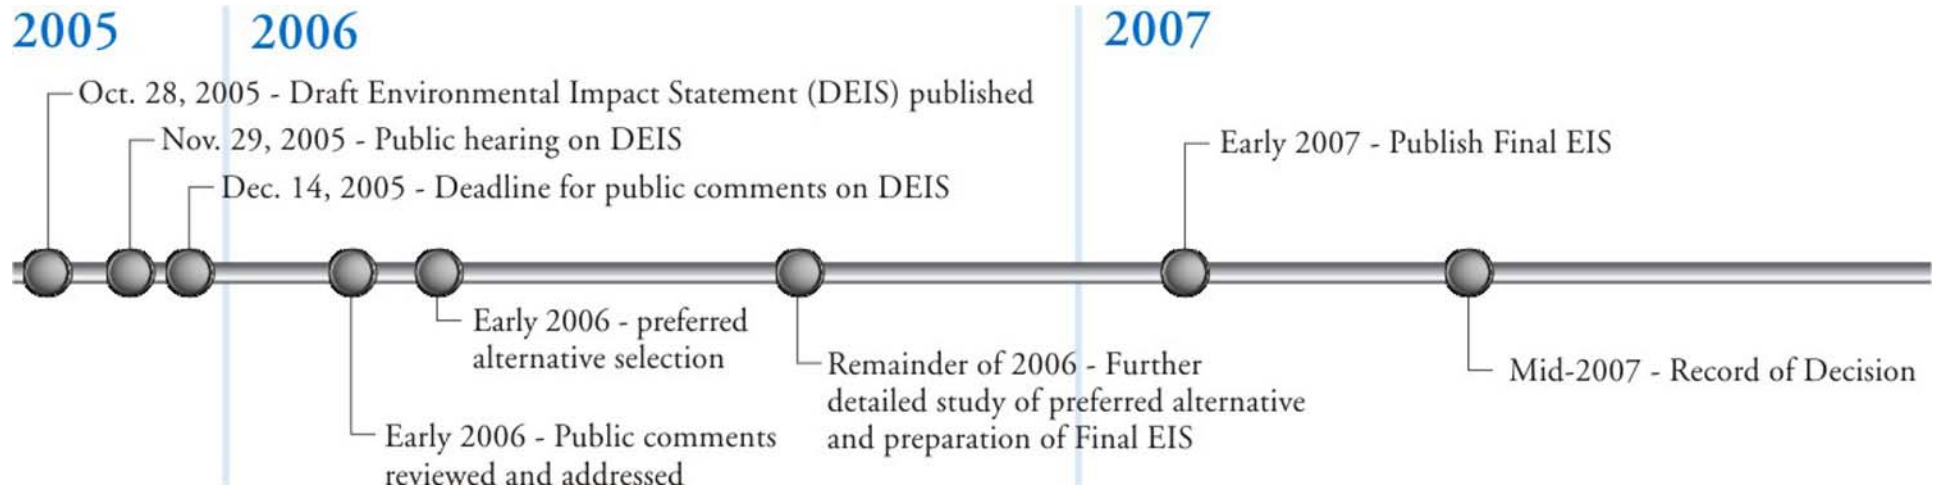 2005
2006
2007
Oct. 28, 2005 - Draft Environmental Impact Statement (DEIS) published
Nov. 29, 2005 - Public hearing on DEIS
Dec. 14, 2005 - Deadline for public comments on DEIS
Early 2007 - Publish Final EIS
Early 2006 - preferred
alternative selection
Early 2006 - Public comments
reviewed and addressed
Remainder of 2006 - Further
detailed study of preferred alternative
and preparation of Final EIS
Mid-2007 - Record of Decision